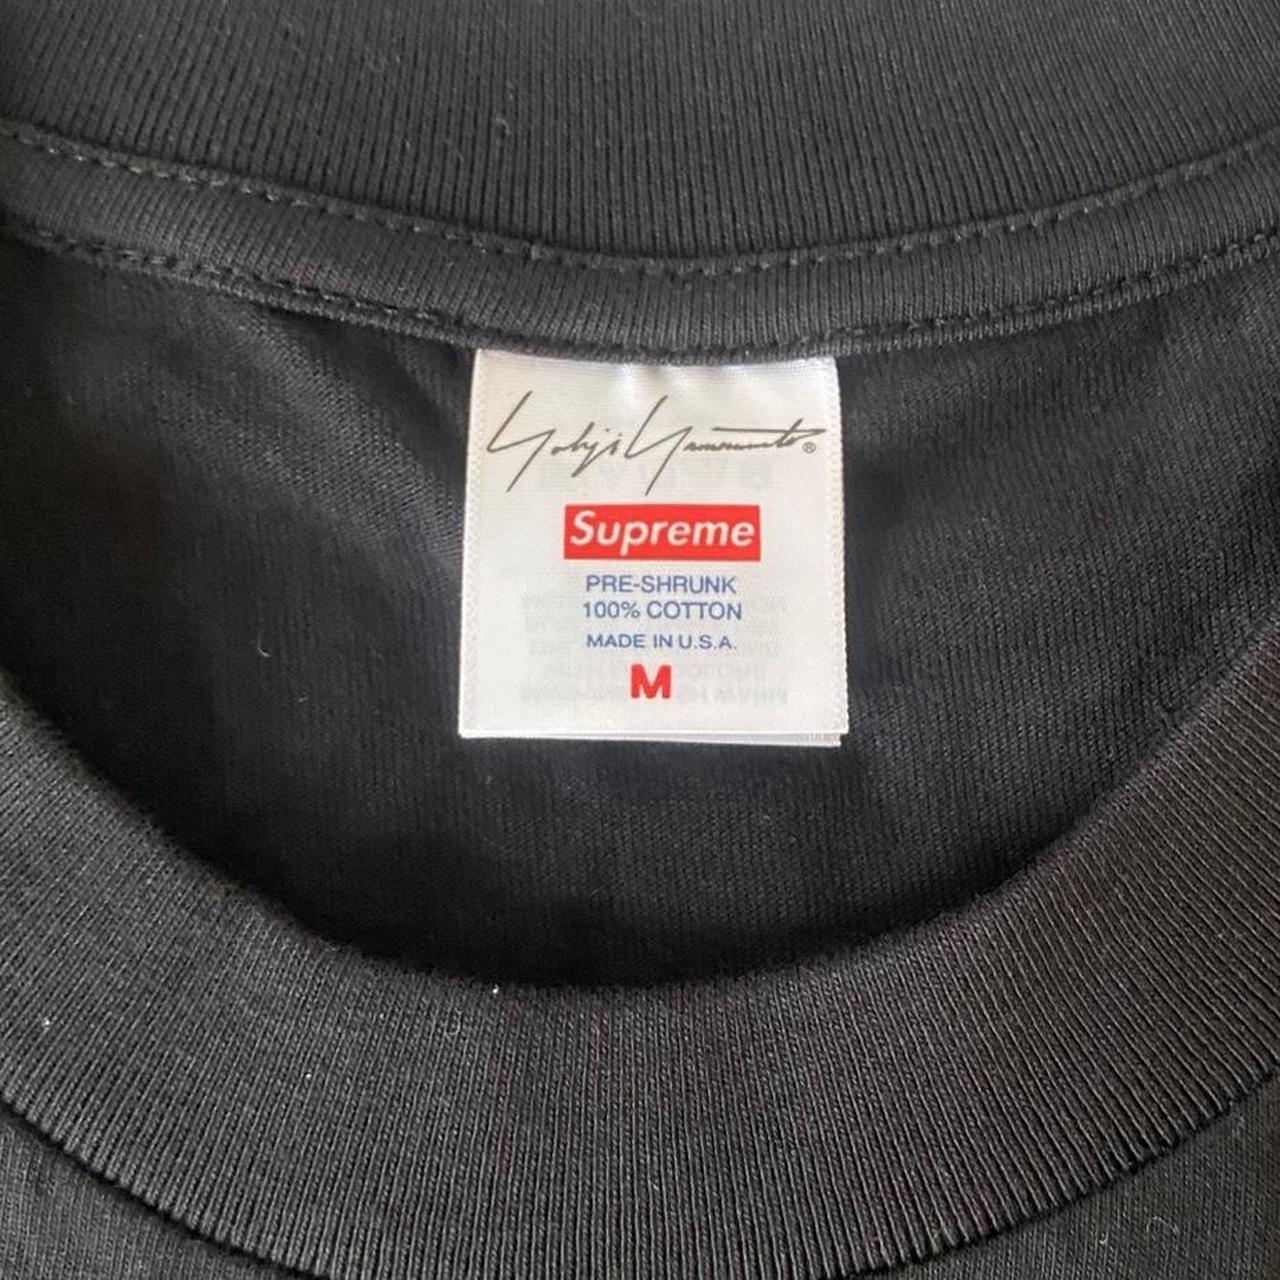 Yohji Yamamoto®
Supreme
PRE-SHRUNK
100% COTTON
MADE IN U.S.A.
M